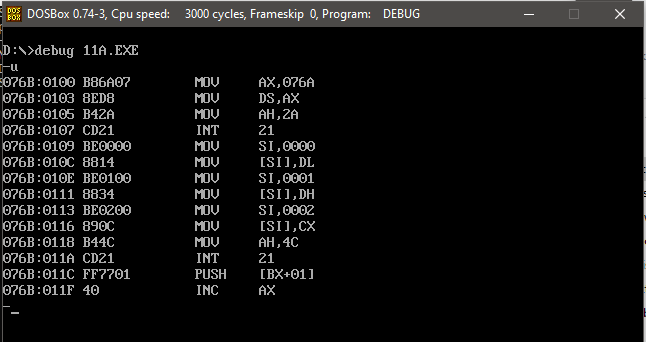 DOSBox 0.74-3, Cpu speed: 3000 cycles, Frameskip 0, Program: DEBUG
D:\>debug 11A.EXE
-u
076B:0100 B86A07 MOV AX,076A
076B:0103 8ED8 MOV DS,AX
076B:0105 B42A MOV AH,2A
076B:0107 CD21 INT 21
076B:0109 BE0000 MOV SI,0000
076B:010C 8814 MOV [SI],DL
076B:010E BE0100 MOV SI,0001
076B:0111 8834 MOV [SI],DH
076B:0113 BE0200 MOV SI,0002
076B:0116 890C MOV [SI],CX
076B:0118 B44C MOV AH,4C
076B:011A CD21 INT 21
076B:011C FF7701 PUSH [BX+01]
076B:011F 40 INC AX
-_